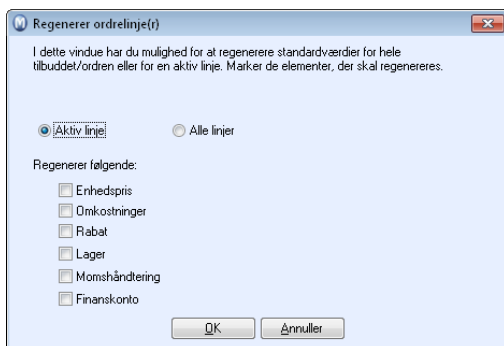 Regenerer ordrelinje(r)
I dette vindue har du mulighed for at regenerere standardværdier for hele
tilbuddet/ordren eller for en aktiv linje. Marker de elementer, der skal regenereres.
Aktiv linje Alle linjer
Regenerer følgende:
Enhedspris
Omkostninger
Rabat
Lager
Momshåndtering
Finanskonto
OK Annuller